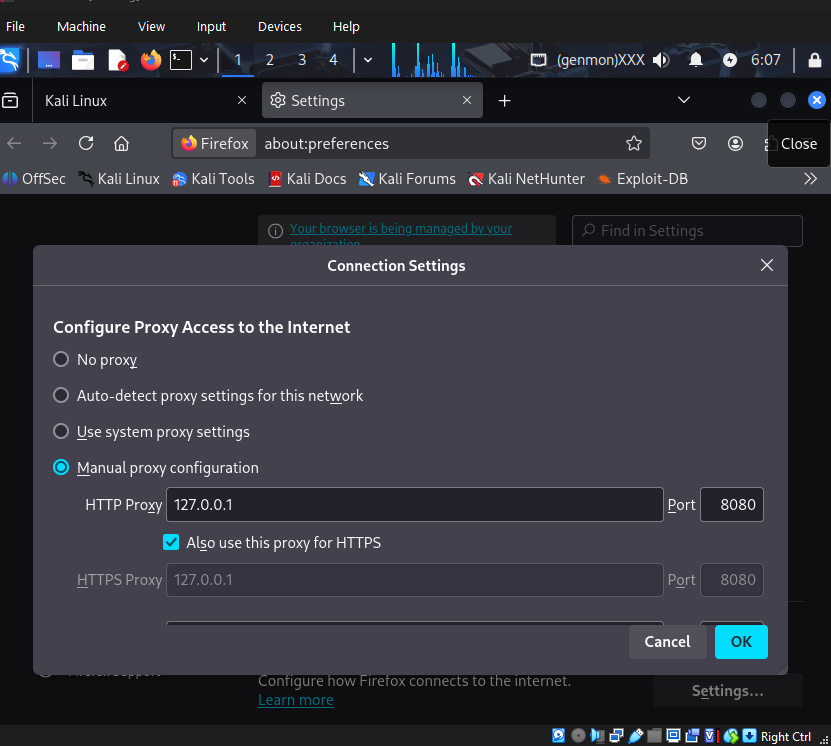 File Machine View Input Devices Help
1 2 3 4 (genmon)XXX 6:07
Kali Linux Settings
Firefox about:preferences Close
OffSec Kali Linux Kali Tools Kali Docs Kali Forums Kali NetHunter Exploit-DB
Your browser is being managed by your
organization.
Find in Settings
Connection Settings
Configure Proxy Access to the Internet
No proxy
Auto-detect proxy settings for this network
Use system proxy settings
Manual proxy configuration
HTTP Proxy 127.0.0.1 Port 8080
Also use this proxy for HTTPS
HTTPS Proxy 127.0.0.1 Port 8080
Cancel OK
Firefox Support
Configure how Firefox connects to the internet.
Learn more
Settings...
Right Ctrl